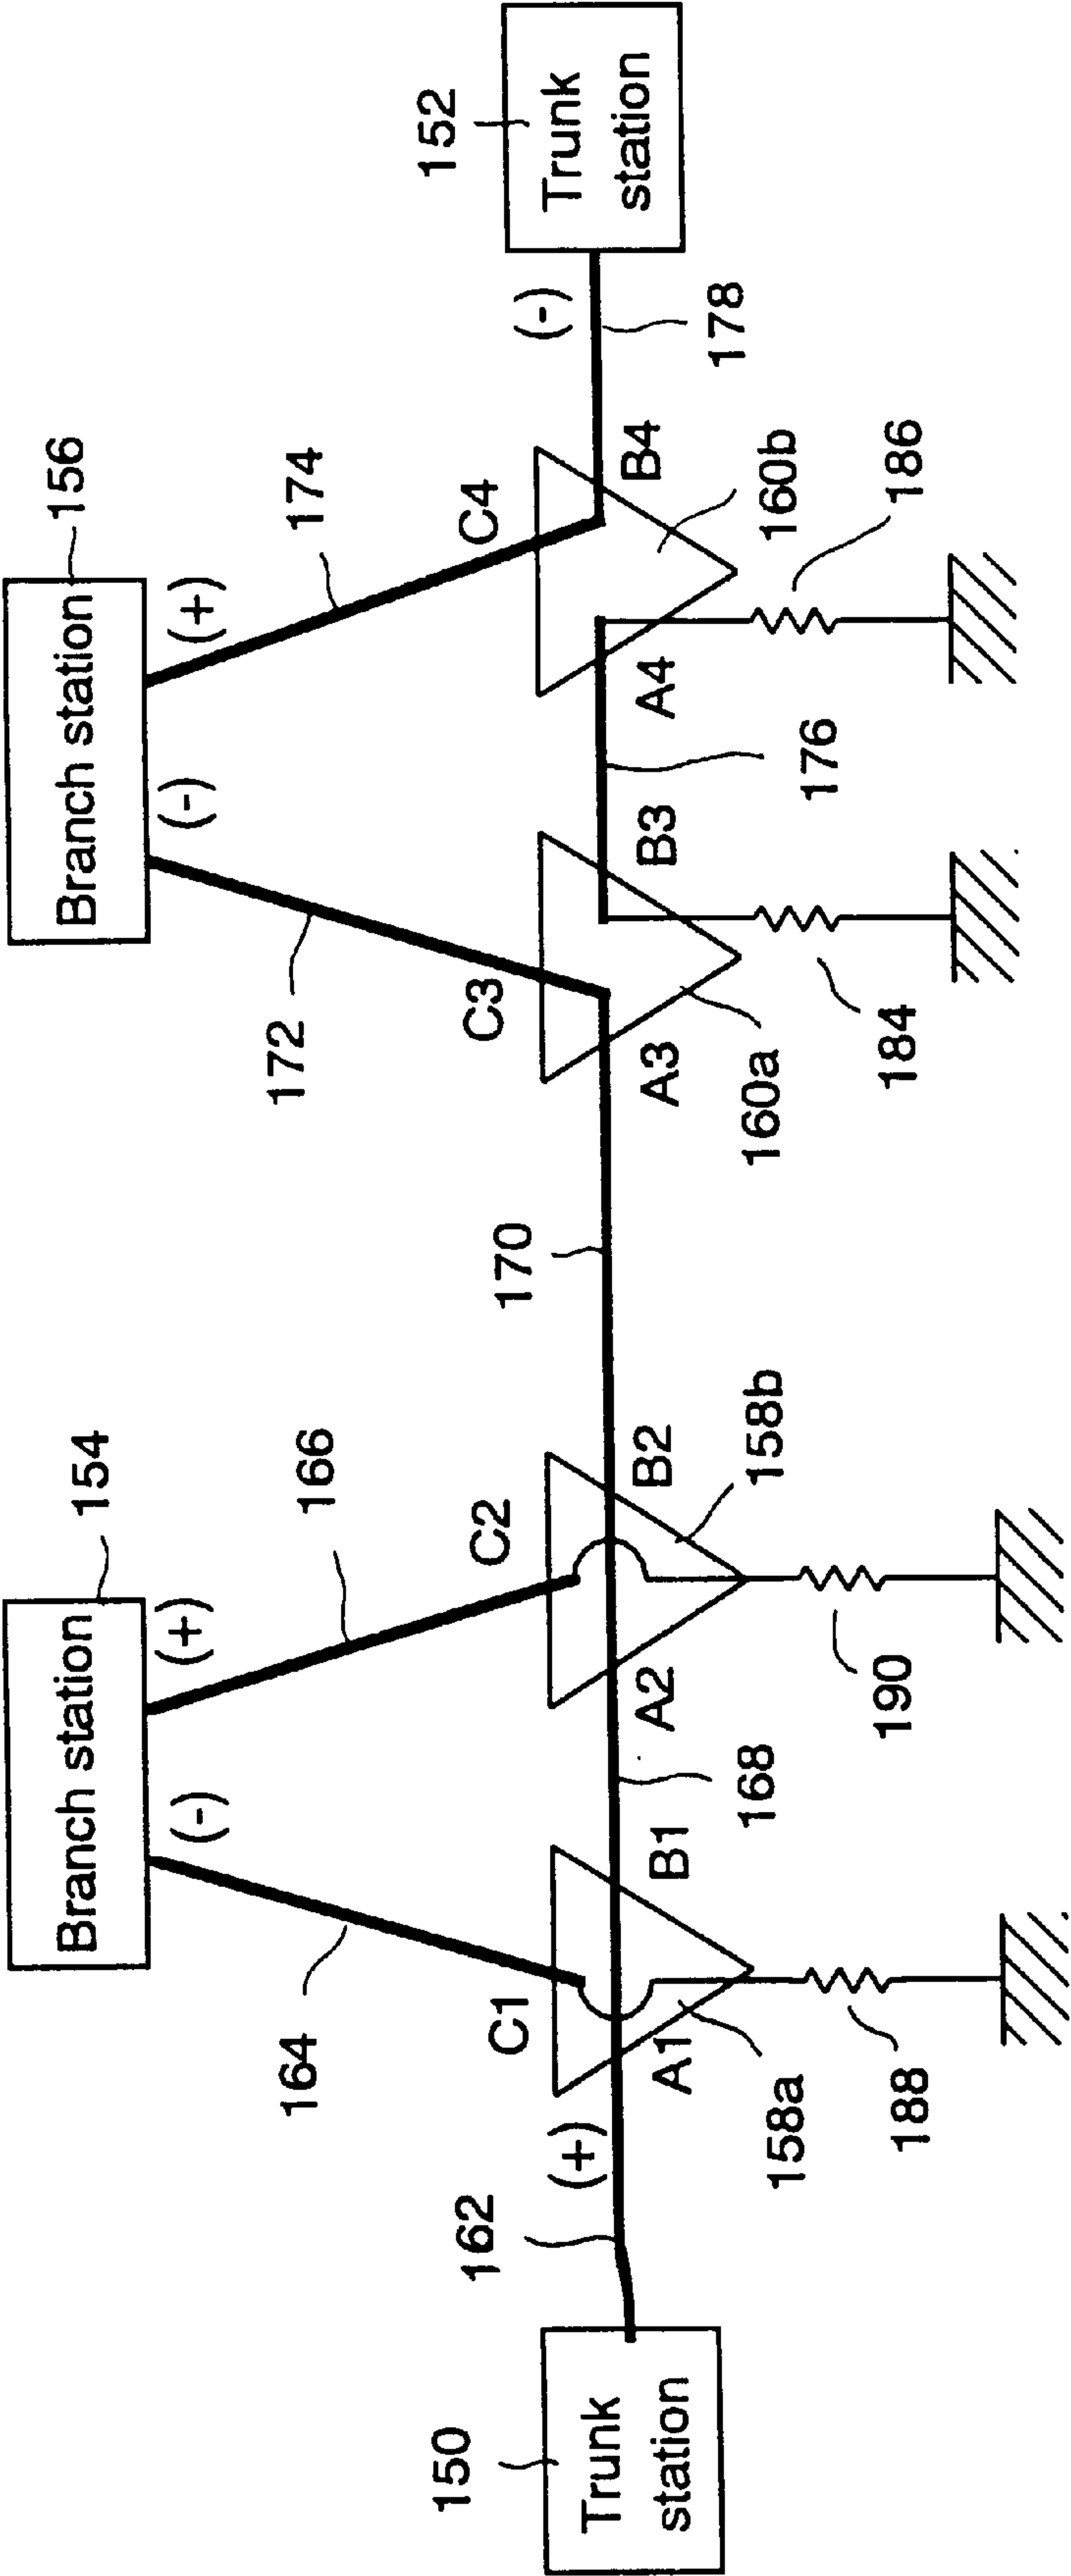 Branch station
154
(-)
(+)
164
166
Branch station
156
(-)
(+)
172
174
C1
C2
C3
C4
150
Trunk
station
162
(+)
A1
B1
158a
188
168
A2
B2
158b
190
170
A3
B3
160a
184
176
A4
B4
160b
186
(-)
178
152
Trunk
station